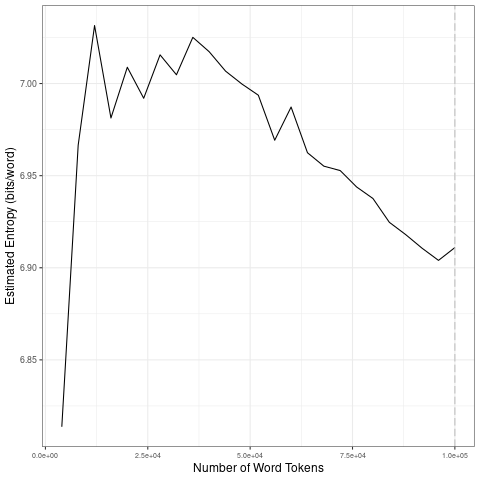 Estimated Entropy (bits/word)
7.00
6.95
6.90
6.85
0.0e+00 2.5e+04 5.0e+04 7.5e+04 1.0e+05
Number of Word Tokens